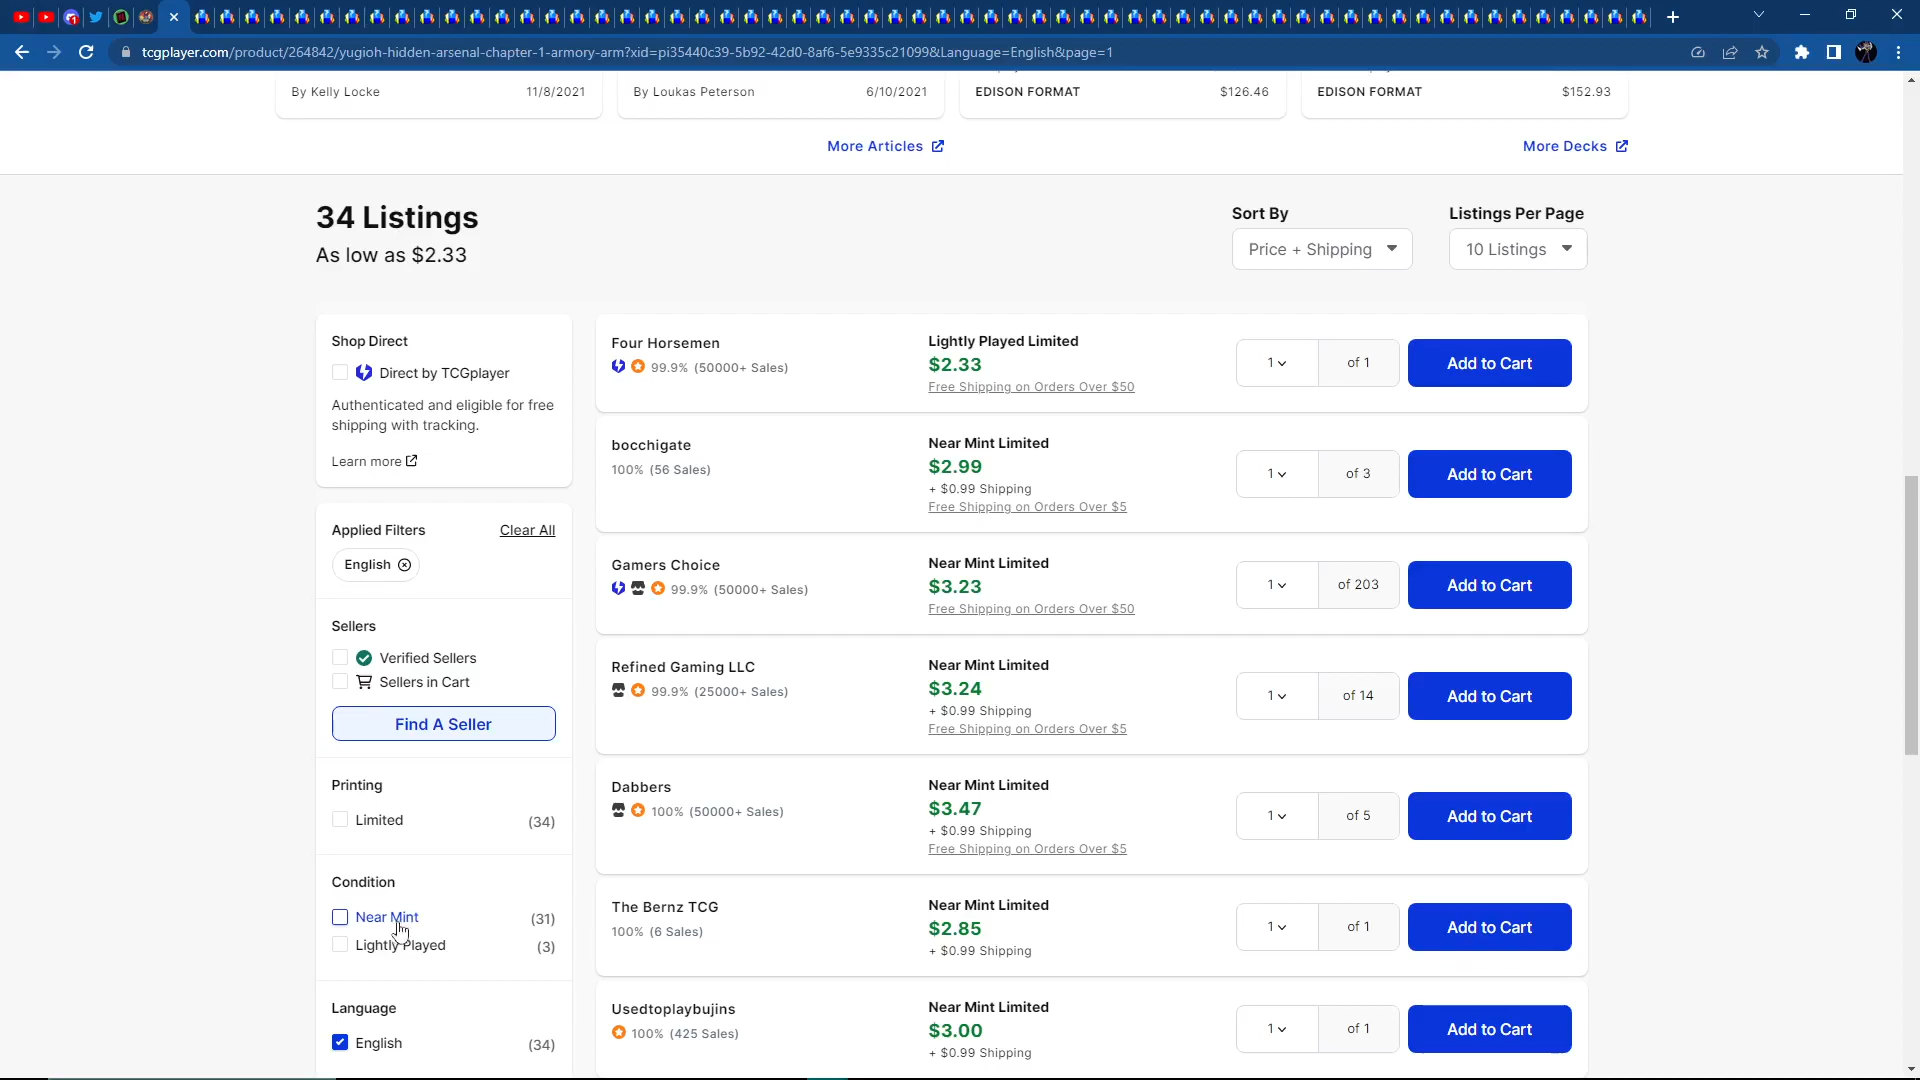 tcgplayer.com/product/264842/yugioh-hidden-arsenal-chapter-1-armory-arm?xid=pi35440c39-5b92-42d0-8af6-5e9335c21099&Language=English&page=1
By Kelly Locke 11/8/2021
By Loukas Peterson 6/10/2021
EDISON FORMAT $126.46
EDISON FORMAT $152.93
More Articles
More Decks
34 Listings
As low as $2.33
Sort By
Price + Shipping
Listings Per Page
10 Listings
Shop Direct
Direct by TCGplayer
Authenticated and eligible for free
shipping with tracking.
Learn more
Applied Filters Clear All
English
Sellers
Verified Sellers
Sellers in Cart
Find A Seller
Printing
Limited (34)
Condition
Near Mint (31)
Lightly Played (3)
Language
English (34)
Four Horsemen
99.9% (50000+ Sales)
Lightly Played Limited
$2.33
Free Shipping on Orders Over $50
1 of 1
Add to Cart
bocchigate
100% (56 Sales)
Near Mint Limited
$2.99
+ $0.99 Shipping
Free Shipping on Orders Over $5
1 of 3
Add to Cart
Gamers Choice
99.9% (50000+ Sales)
Near Mint Limited
$3.23
Free Shipping on Orders Over $50
1 of 203
Add to Cart
Refined Gaming LLC
99.9% (25000+ Sales)
Near Mint Limited
$3.24
+ $0.99 Shipping
Free Shipping on Orders Over $5
1 of 14
Add to Cart
Dabbers
100% (50000+ Sales)
Near Mint Limited
$3.47
+ $0.99 Shipping
Free Shipping on Orders Over $5
1 of 5
Add to Cart
The Bernz TCG
100% (6 Sales)
Near Mint Limited
$2.85
+ $0.99 Shipping
1 of 1
Add to Cart
Usedtoplaybujins
100% (425 Sales)
Near Mint Limited
$3.00
+ $0.99 Shipping
1 of 1
Add to Cart